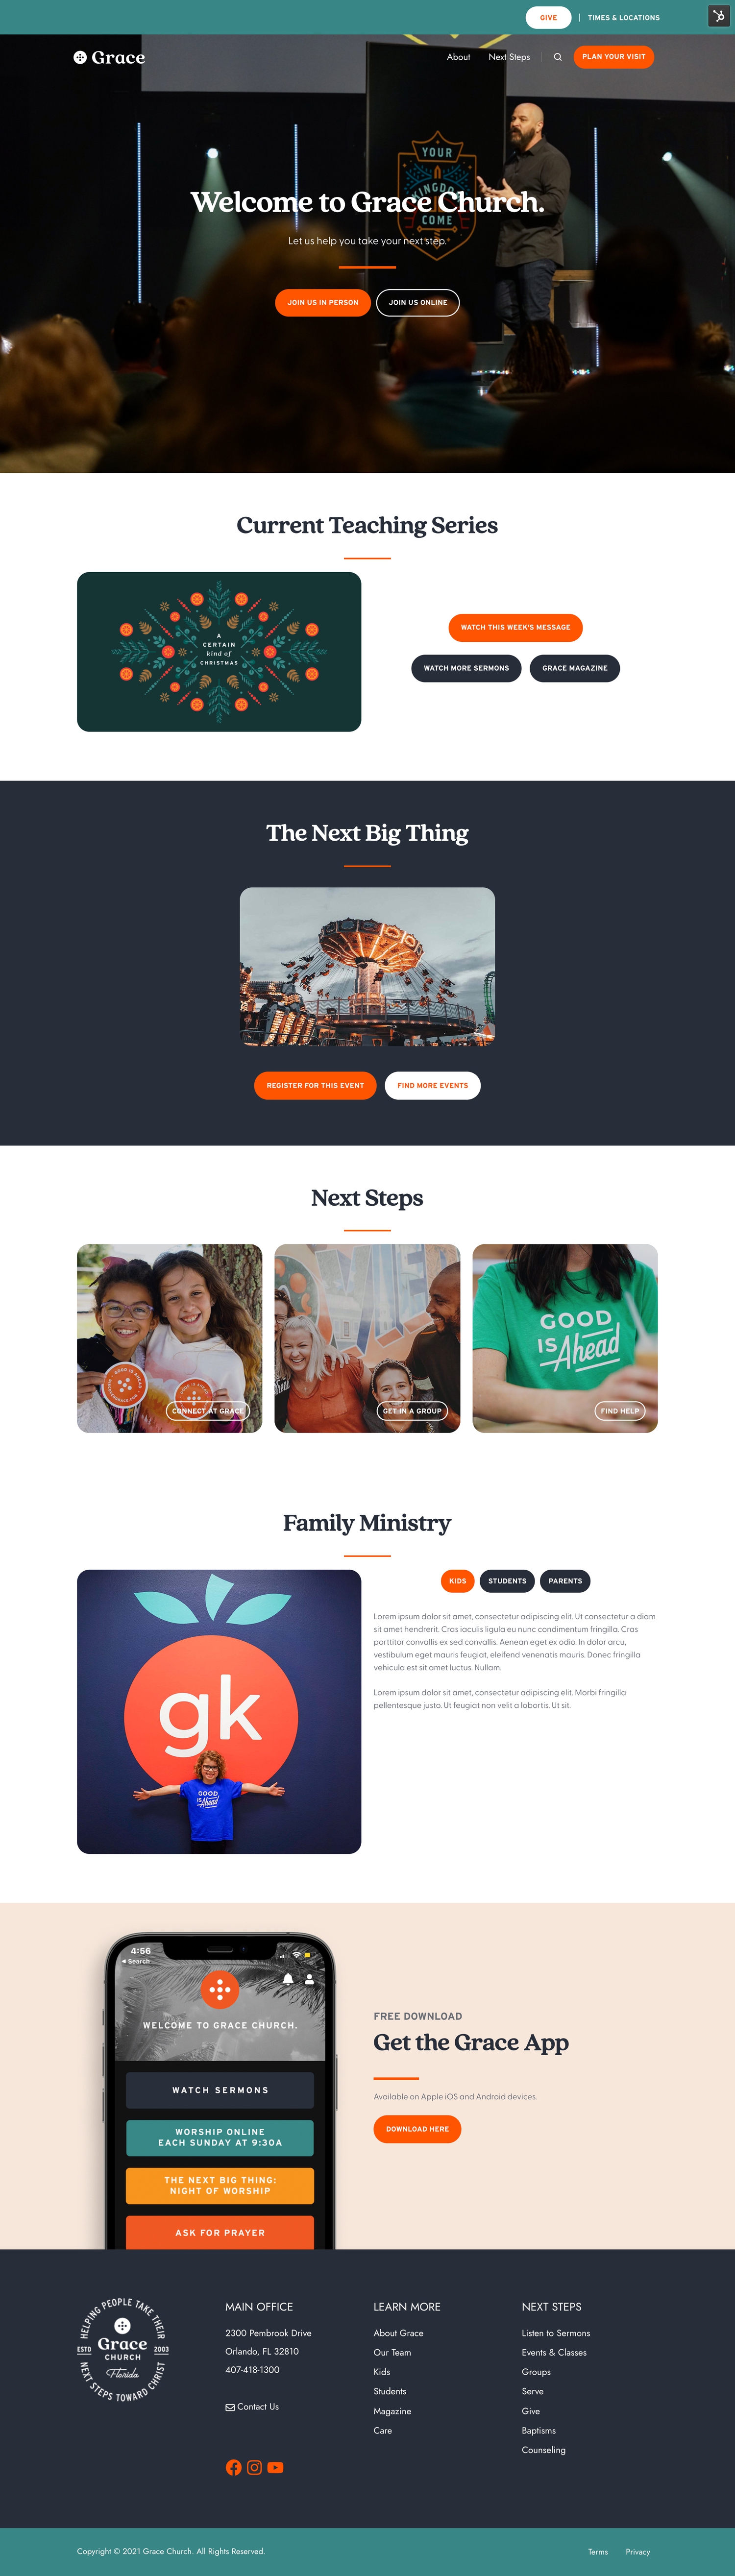 GIVE | TIMES & LOCATIONS
Grace
About Next Steps PLAN YOUR VISIT
YOUR
KINGDOM
COME
Welcome to Grace Church.
Let us help you take your next step.
JOIN US IN PERSON JOIN US ONLINE
Current Teaching Series
A
CERTAIN
kind of
CHRISTMAS
WATCH THIS WEEK'S MESSAGE
WATCH MORE SERMONS GRACE MAGAZINE
The Next Big Thing
REGISTER FOR THIS EVENT FIND MORE EVENTS
Next Steps
CONNECT AT GRACE
GET IN A GROUP
GOOD
IS Ahead
FIND HELP
Family Ministry
gk
GOOD
IS Ahead
KIDS STUDENTS PARENTS
Lorem ipsum dolor sit amet, consectetur adipiscing elit. Ut consectetur a diam
sit amet hendrerit. Cras iaculis ligula eu nunc condimentum fringilla. Cras
porttitor convallis ex sed convallis. Aenean eget ex odio. In dolor arcu,
vestibulum eget mauris feugiat, eleifend venenatis mauris. Donec fringilla
vehicula est sit amet luctus. Nullam.
Lorem ipsum dolor sit amet, consectetur adipiscing elit. Morbi fringilla
pellentesque justo. Ut feugiat non velit a lobortis. Ut sit.
4:56
Search
WELCOME TO GRACE CHURCH.
WATCH SERMONS
WORSHIP ONLINE
EACH SUNDAY AT 9:30A
THE NEXT BIG THING:
NIGHT OF WORSHIP
ASK FOR PRAYER
FREE DOWNLOAD
Get the Grace App
Available on Apple iOS and Android devices.
DOWNLOAD HERE
HELPING PEOPLE TAKE THEIR
ESTD Grace 2003
CHURCH
Florida
NEXT STEPS TOWARD CHRIST
MAIN OFFICE
2300 Pembrook Drive
Orlando, FL 32810
407-418-1300
Contact Us
LEARN MORE
About Grace
Our Team
Kids
Students
Magazine
Care
NEXT STEPS
Listen to Sermons
Events & Classes
Groups
Serve
Give
Baptisms
Counseling
Copyright © 2021 Grace Church. All Rights Reserved.
Terms Privacy